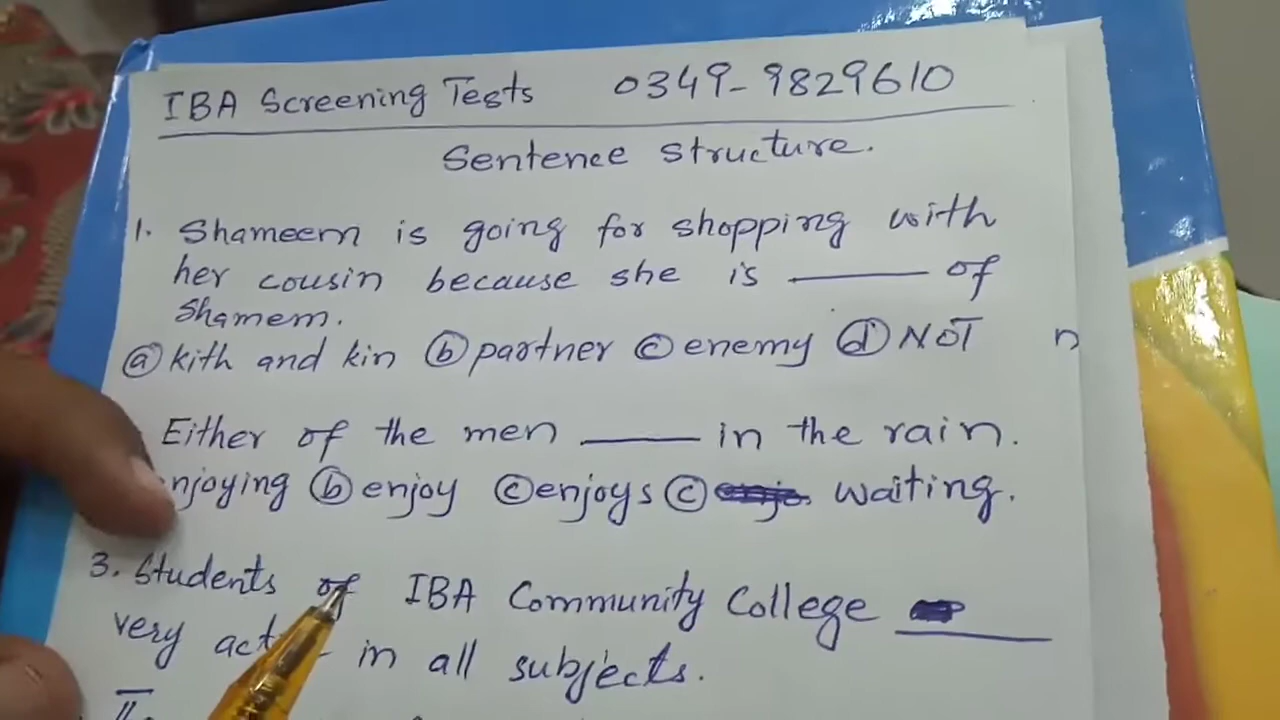 IBA Screening Tests 0349-9829610
Sentence structure.
1. Shameem is going for shopping with
her cousin because she is ______ of
Shamem.
ⓐ kith and kin ⓑ partner ⓒ enemy ⓓ NOT n
Either of the men ______ in the rain.
njoying ⓑ enjoy ⓒ enjoys ⓒ waiting.
3. Students of IBA Community College ______
very in all subjects.